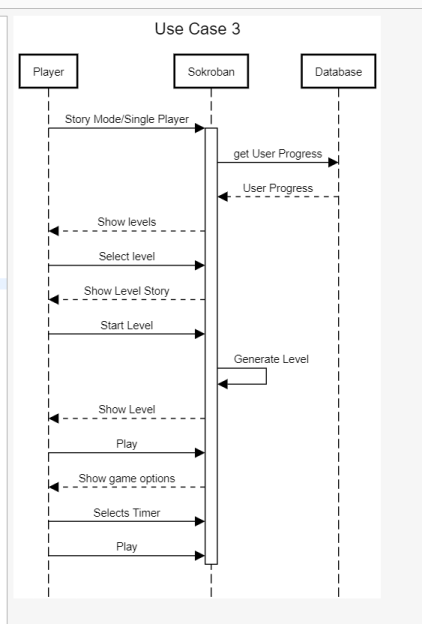 Use Case 3
Player
Sokroban
Database
Story Mode/Single Player
get User Progress
User Progress
Show levels
Select level
Show Level Story
Start Level
Generate Level
Show Level
Play
Show game options
Selects Timer
Play